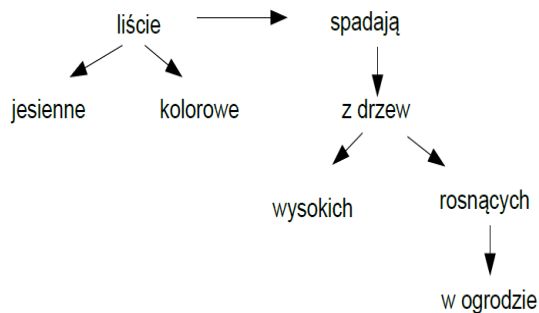 liście
spadają
jesienne
kolorowe
z drzew
wysokich
rosnących
w ogrodzie